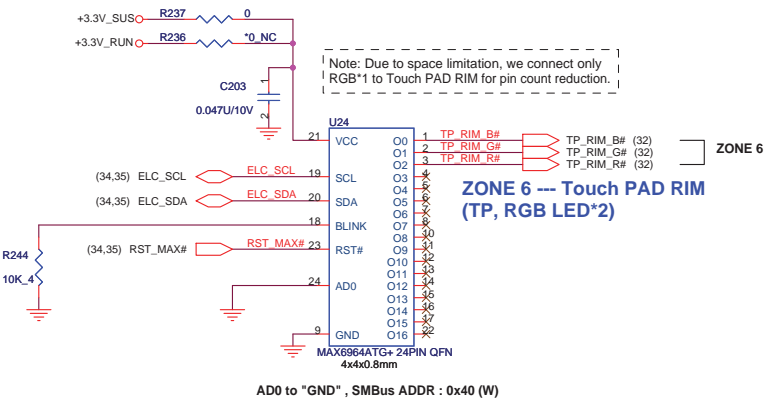 +3.3V_SUS R237 0
+3.3V_RUN R236 *0_NC
Note: Due to space limitation, we connect only
RGB*1 to Touch PAD RIM for pin count reduction.
C203 1
0.047U/10V 2
U24
21 VCC O0 1 TP_RIM_B# TP_RIM_B# (32)
O1 2 TP_RIM_G# TP_RIM_G# (32) ZONE 6
O2 3 TP_RIM_R# TP_RIM_R# (32)
(34,35) ELC_SCL ELC_SCL 19 SCL O3 4
O4 5
ZONE 6 --- Touch PAD RIM
(TP, RGB LED*2)
(34,35) ELC_SDA ELC_SDA 20 SDA O5 6
O6 7
18 BLINK O7 8
O8 10
R244
10K_4
(34,35) RST_MAX# RST_MAX# 23 RST# O9 11
O10 12
O11 13
24 AD0 O12 14
O13 15
O14 16
O15 17
9 GND O16 22
MAX6964ATG+ 24PIN QFN
4x4x0.8mm
AD0 to "GND" , SMBus ADDR : 0x40 (W)